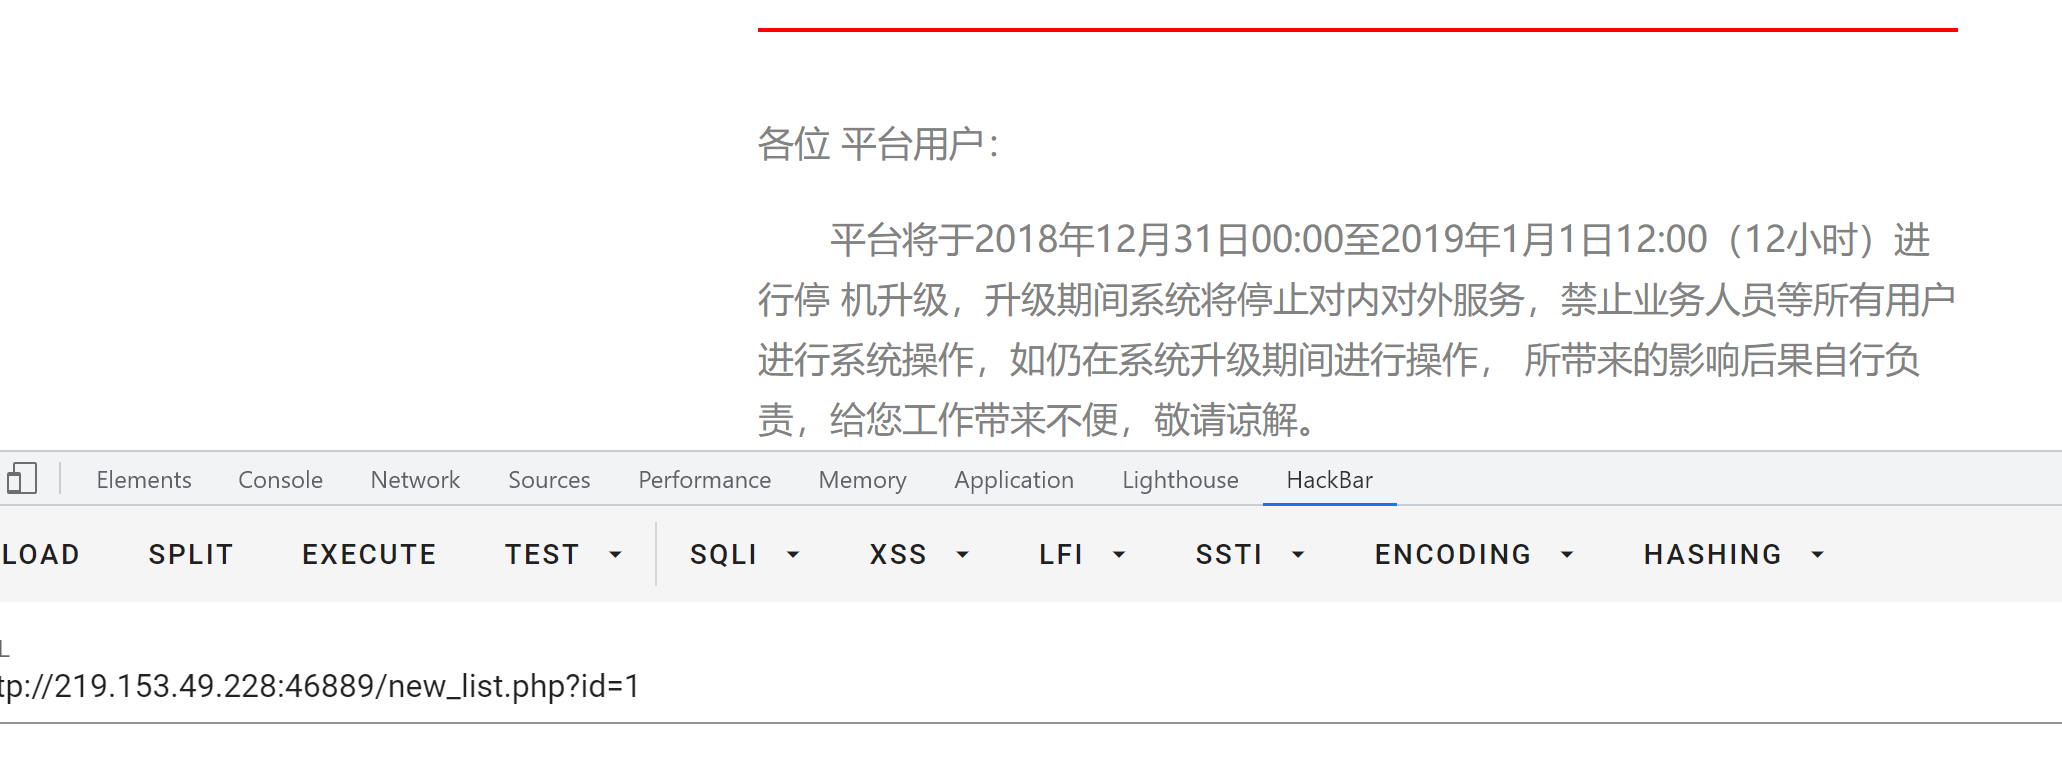 各位 平台用户：
平台将于2018年12月31日00:00至2019年1月1日12:00（12小时）进
行停 机升级，升级期间系统将停止对内对外服务，禁止业务人员等所有用户
进行系统操作，如仍在系统升级期间进行操作， 所带来的影响后果自行负
责，给您工作带来不便，敬请谅解。
Elements Console Network Sources Performance Memory Application Lighthouse HackBar
LOAD SPLIT EXECUTE TEST SQLI XSS LFI SSTI ENCODING HASHING
L
tp://219.153.49.228:46889/new_list.php?id=1